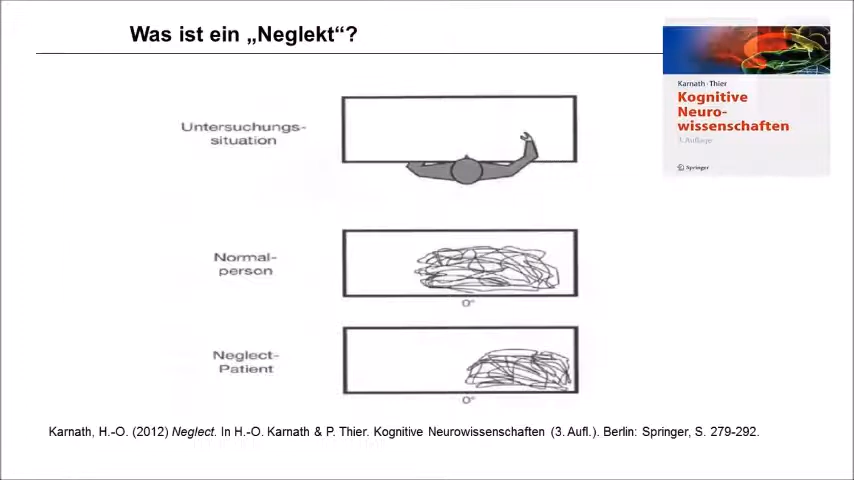 Was ist ein „Neglekt“?
Karnath · Thier
Kognitive
Neuro-
wissenschaften
3. Auflage
Springer
Untersuchungs-
situation
Normal-
person
0°
Neglect-
Patient
0°
Karnath, H.-O. (2012) Neglect. In H.-O. Karnath & P. Thier. Kognitive Neurowissenschaften (3. Aufl.). Berlin: Springer, S. 279-292.